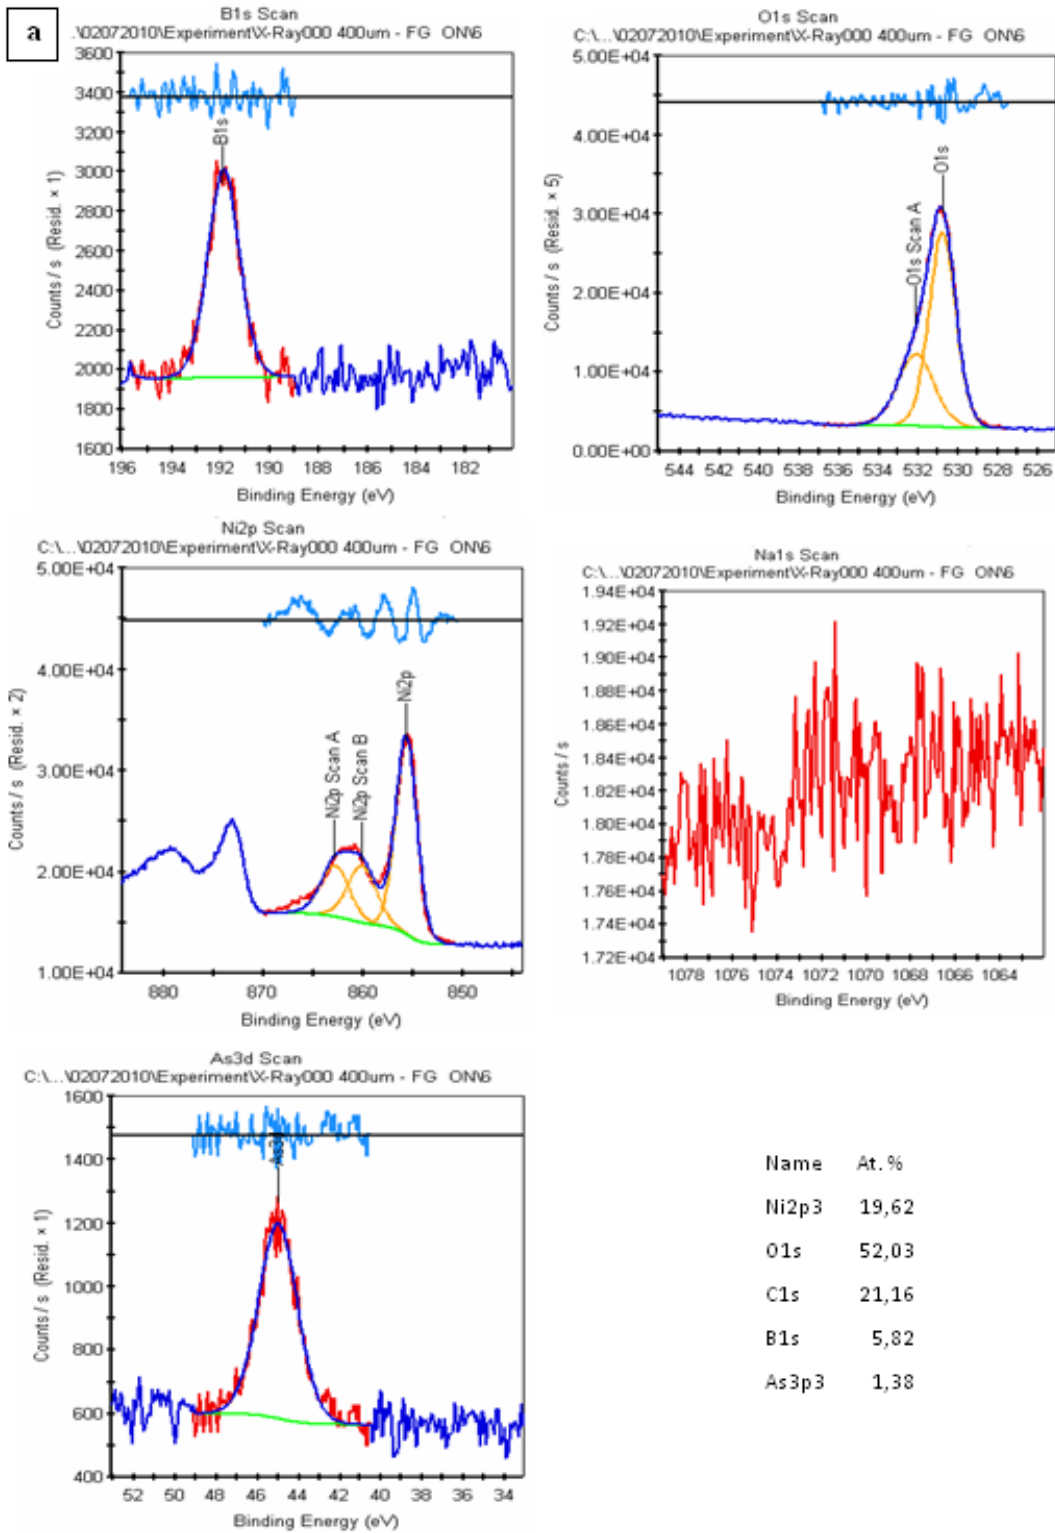 a
B1s Scan
.\02072010\Experiment\X-Ray000 400um - FG ON\6
3600
3400
3200
3000
2800
2600
2400
2200
2000
1800
1600
Counts / s (Resid. × 1)
B1s
196 194 192 190 188 186 184 182
Binding Energy (eV)
O1s Scan
C:\...\02072010\Experiment\X-Ray000 400um - FG ON\6
5.00E+04
4.00E+04
3.00E+04
2.00E+04
1.00E+04
0.00E+00
Counts / s (Resid. × 5)
O1s Scan A
O1s
544 542 540 538 536 534 532 530 528 526
Binding Energy (eV)
Ni2p Scan
C:\...\02072010\Experiment\X-Ray000 400um - FG ON\6
5.00E+04
4.00E+04
3.00E+04
2.00E+04
1.00E+04
Counts / s (Resid. × 2)
Ni2p Scan A
Ni2p Scan B
Ni2p
880 870 860 850
Binding Energy (eV)
Na1s Scan
C:\...\02072010\Experiment\X-Ray000 400um - FG ON\6
1.94E+04
1.92E+04
1.90E+04
1.88E+04
1.86E+04
1.84E+04
1.82E+04
1.80E+04
1.78E+04
1.76E+04
1.74E+04
1.72E+04
Counts / s
1078 1076 1074 1072 1070 1068 1066 1064
Binding Energy (eV)
As3d Scan
C:\...\02072010\Experiment\X-Ray000 400um - FG ON\6
1600
1400
1200
1000
800
600
400
Counts / s (Resid. × 1)
As3d
52 50 48 46 44 42 40 38 36 34
Binding Energy (eV)
Name At. %
Ni2p3 19,62
O1s 52,03
C1s 21,16
B1s 5,82
As3p3 1,38